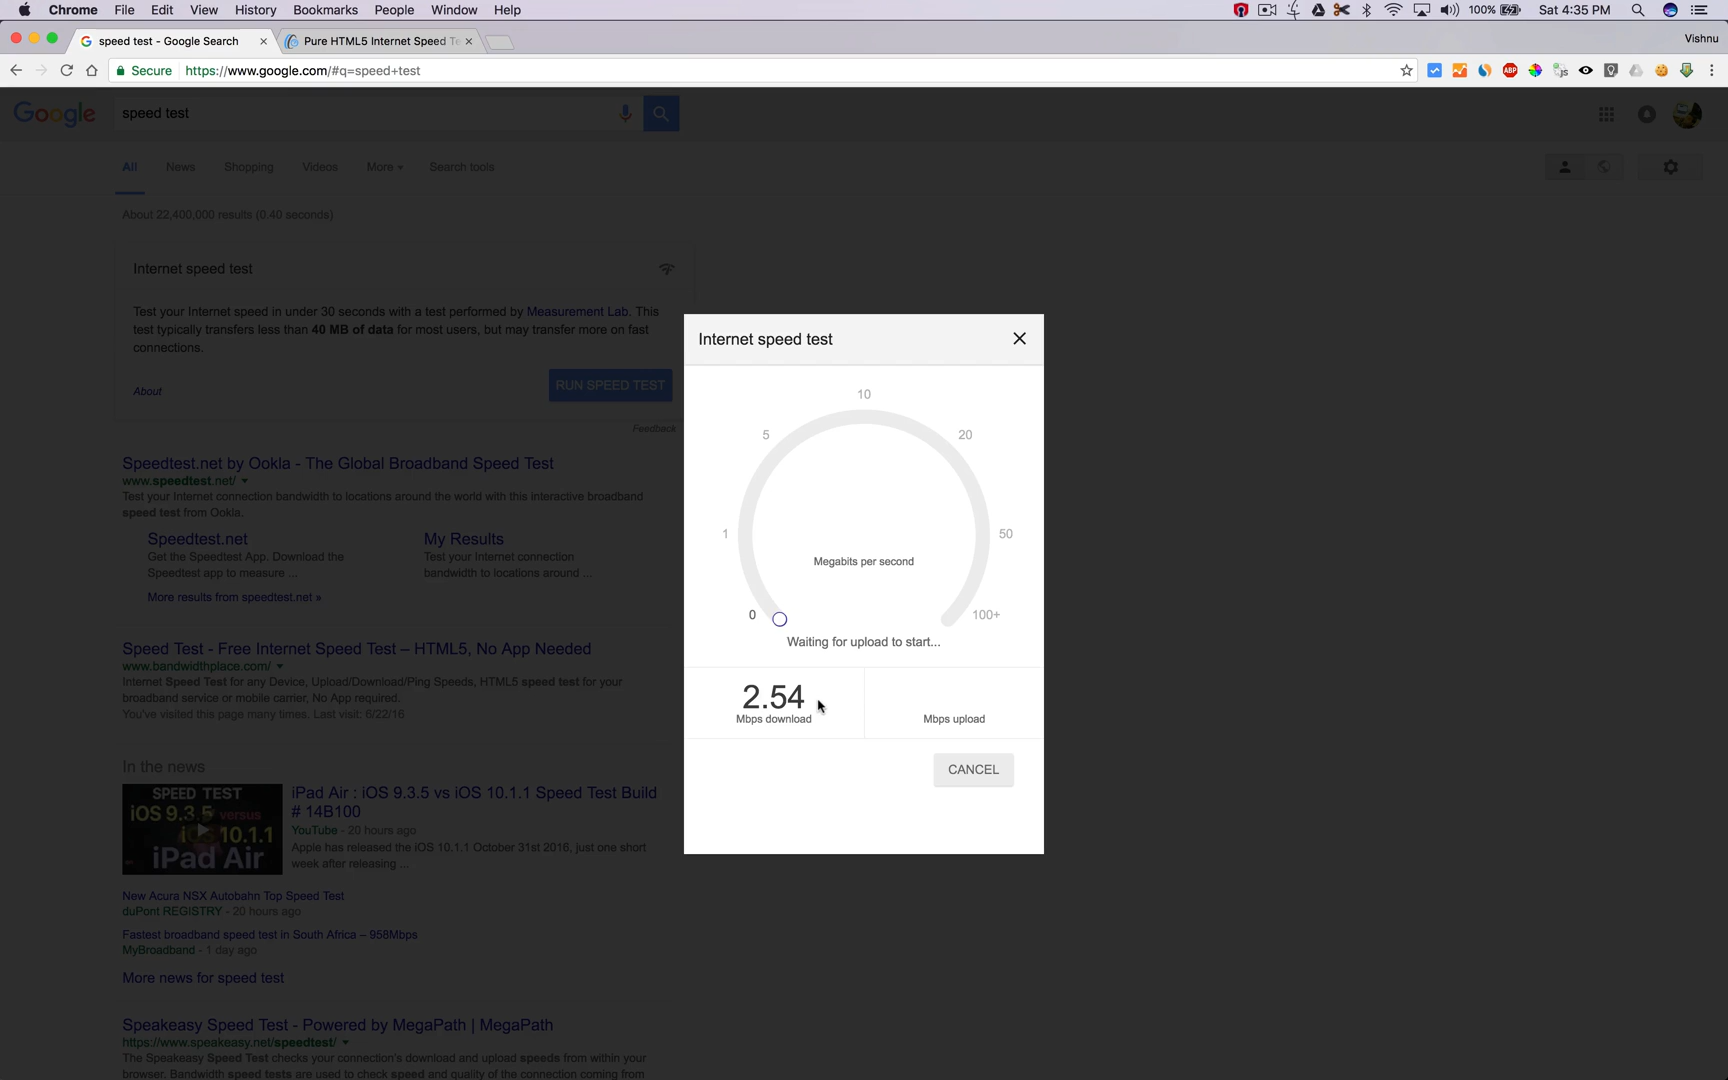 Chrome File Edit View History Bookmarks People Window Help
100% Sat 4:35 PM
speed test - Google Search
Pure HTML5 Internet Speed Te
Vishnu
Secure https://www.google.com/#q=speed+test
ABP
Google
speed test
All News Shopping Videos More Search tools
About 22,400,000 results (0.40 seconds)
Internet speed test
Test your Internet speed in under 30 seconds with a test performed by Measurement Lab. This
test typically transfers less than 40 MB of data for most users, but may transfer more on fast
connections.
About
RUN SPEED TEST
Feedback
Speedtest.net by Ookla - The Global Broadband Speed Test
www.speedtest.net/
Test your Internet connection bandwidth to locations around the world with this interactive broadband
speed test from Ookla.
Speedtest.net
Get the Speedtest App. Download the
Speedtest app to measure ...
My Results
Test your Internet connection
bandwidth to locations around ...
More results from speedtest.net »
Speed Test - Free Internet Speed Test – HTML5, No App Needed
www.bandwidthplace.com/
Internet Speed Test for any Device, Upload/Download/Ping Speeds, HTML5 speed test for your
broadband service or mobile carrier, No App required.
You've visited this page many times. Last visit: 6/22/16
In the news
SPEED TEST
iOS 9.3.5 versus
iOS 10.1.1
iPad Air
iPad Air : iOS 9.3.5 vs iOS 10.1.1 Speed Test Build
# 14B100
YouTube - 20 hours ago
Apple has released the iOS 10.1.1 October 31st 2016, just one short
week after releasing ...
New Acura NSX Autobahn Top Speed Test
duPont REGISTRY - 20 hours ago
Fastest broadband speed test in South Africa – 958Mbps
MyBroadband - 1 day ago
More news for speed test
Speakeasy Speed Test - Powered by MegaPath | MegaPath
https://www.speakeasy.net/speedtest/
The Speakeasy Speed Test checks your connection's download and upload speeds from within your
browser. Bandwidth speed tests are used to check speed and quality of the connection coming from
Internet speed test
10
5
20
1
50
Megabits per second
0
100+
Waiting for upload to start...
2.54
Mbps download
Mbps upload
CANCEL